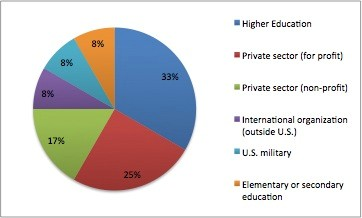 Higher Education
8%
8%
33%
Private sector (for profit)
Private sector (non-profit)
8%
International organization
(outside U.S.)
17%
U.S. military
25%
Elementary or secondary
education